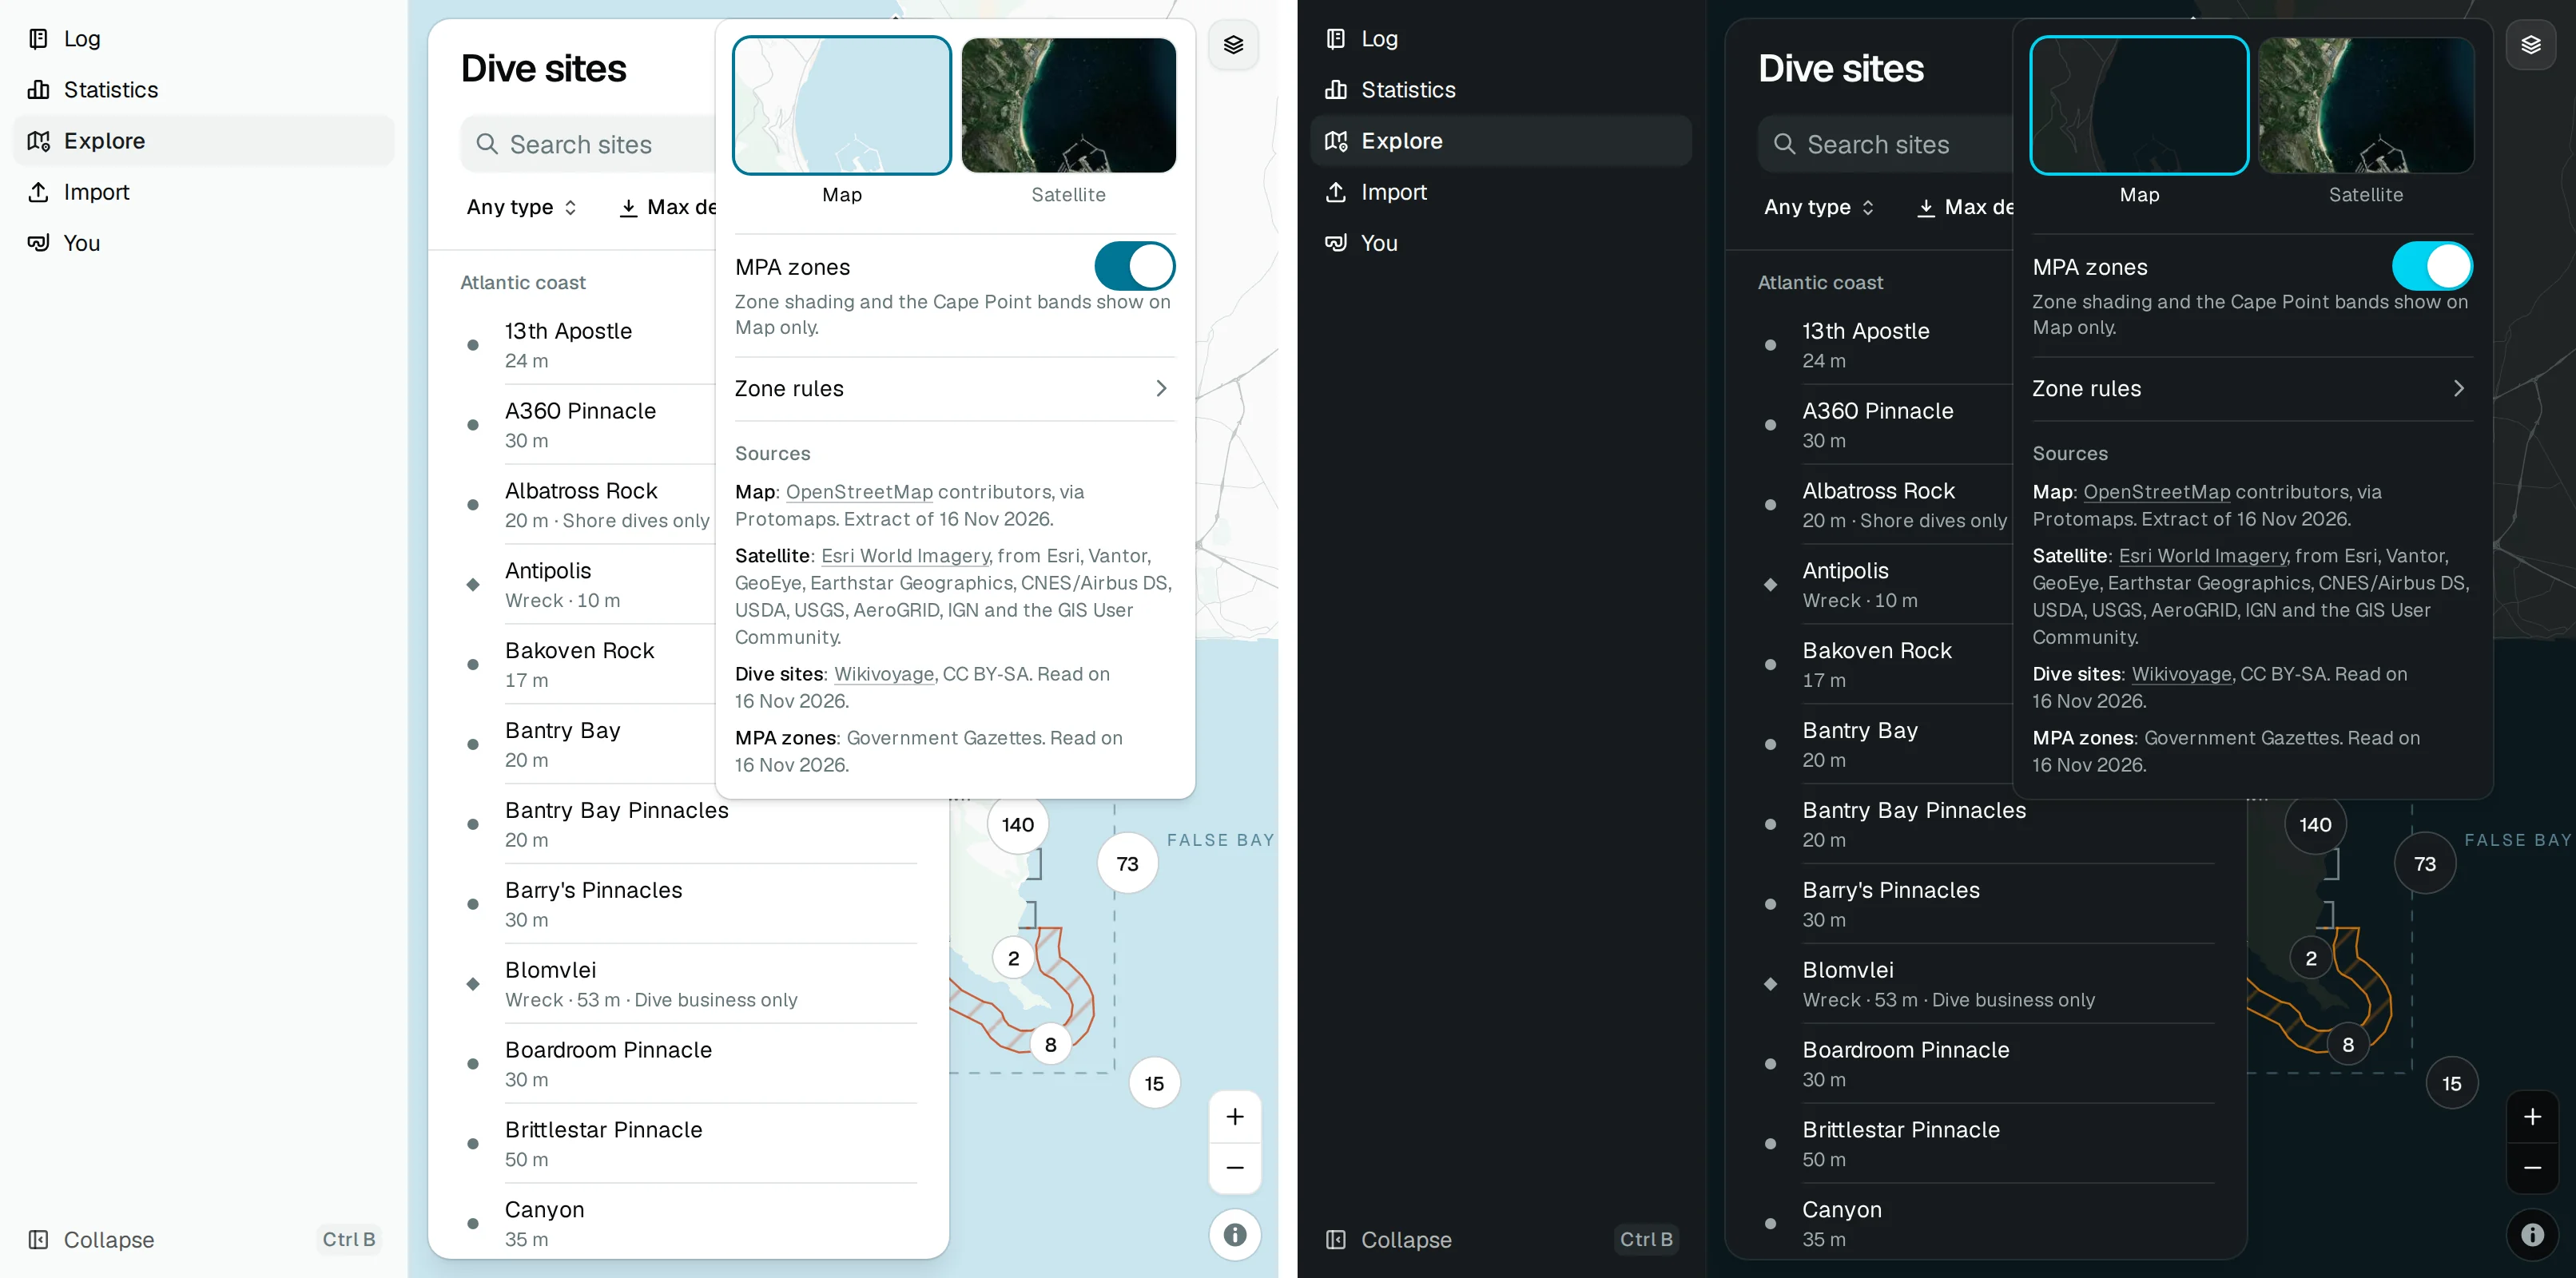 Log
Statistics
Explore
Import
You
Collapse
Ctrl B
Dive sites
Search sites
Any type
Max de
Atlantic coast
13th Apostle
24 m
A360 Pinnacle
30 m
Albatross Rock
20 m · Shore dives only
Antipolis
Wreck · 10 m
Bakoven Rock
17 m
Bantry Bay
20 m
Bantry Bay Pinnacles
20 m
Barry's Pinnacles
30 m
Blomvlei
Wreck · 53 m · Dive business only
Boardroom Pinnacle
30 m
Brittlestar Pinnacle
50 m
Canyon
35 m
Map
Satellite
MPA zones
Zone shading and the Cape Point bands show on
Map only.
Zone rules
Sources
Map: OpenStreetMap contributors, via
Protomaps. Extract of 16 Nov 2026.
Satellite: Esri World Imagery, from Esri, Vantor,
GeoEye, Earthstar Geographics, CNES/Airbus DS,
USDA, USGS, AeroGRID, IGN and the GIS User
Community.
Dive sites: Wikivoyage, CC BY-SA. Read on
16 Nov 2026.
MPA zones: Government Gazettes. Read on
16 Nov 2026.
140
73
FALSE BAY
2
8
15
Log
Statistics
Explore
Import
You
Collapse
Ctrl B
Dive sites
Search sites
Any type
Max de
Atlantic coast
13th Apostle
24 m
A360 Pinnacle
30 m
Albatross Rock
20 m · Shore dives only
Antipolis
Wreck · 10 m
Bakoven Rock
17 m
Bantry Bay
20 m
Bantry Bay Pinnacles
20 m
Barry's Pinnacles
30 m
Blomvlei
Wreck · 53 m · Dive business only
Boardroom Pinnacle
30 m
Brittlestar Pinnacle
50 m
Canyon
35 m
Map
Satellite
MPA zones
Zone shading and the Cape Point bands show on
Map only.
Zone rules
Sources
Map: OpenStreetMap contributors, via
Protomaps. Extract of 16 Nov 2026.
Satellite: Esri World Imagery, from Esri, Vantor,
GeoEye, Earthstar Geographics, CNES/Airbus DS,
USDA, USGS, AeroGRID, IGN and the GIS User
Community.
Dive sites: Wikivoyage, CC BY-SA. Read on
16 Nov 2026.
MPA zones: Government Gazettes. Read on
16 Nov 2026.
140
73
FALSE BAY
2
8
15